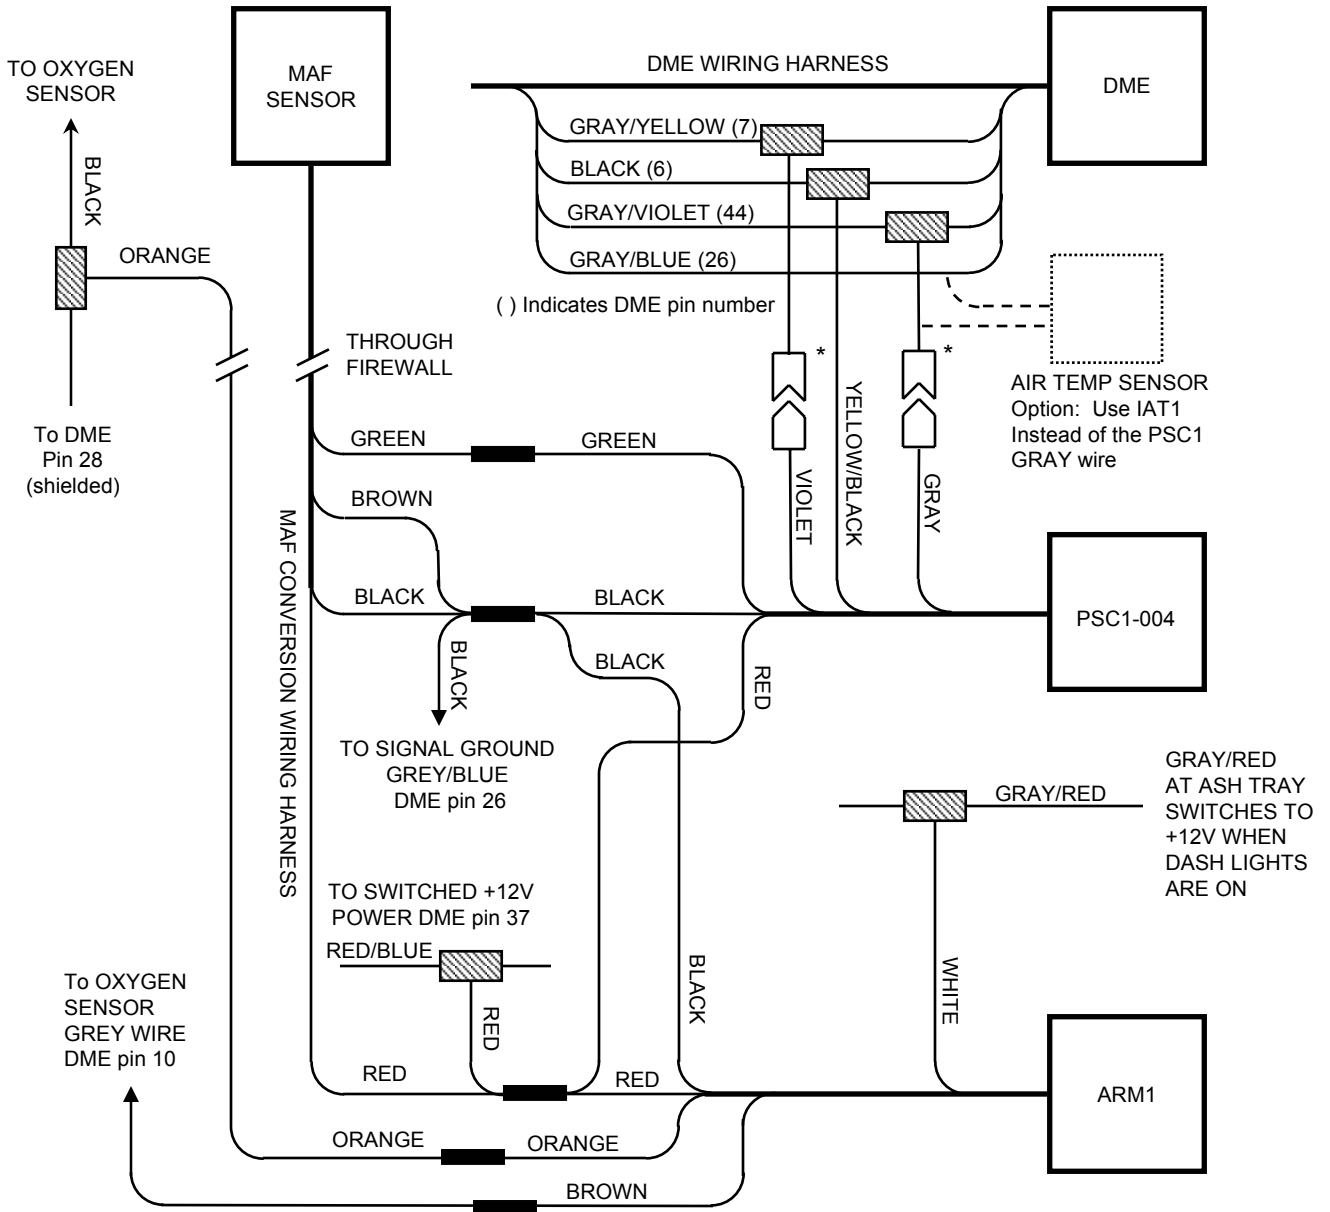 TO OXYGEN
SENSOR
MAF
SENSOR
DME WIRING HARNESS
DME
GRAY/YELLOW (7)
BLACK (6)
GRAY/VIOLET (44)
GRAY/BLUE (26)
BLACK
ORANGE
( ) Indicates DME pin number
THROUGH
FIREWALL
*
*
AIR TEMP SENSOR
Option: Use IAT1
Instead of the PSC1
GRAY wire
To DME
Pin 28
(shielded)
GREEN
GREEN
YELLOW/BLACK
VIOLET
GRAY
BROWN
MAF CONVERSION WIRING HARNESS
BLACK
BLACK
PSC1-004
BLACK
BLACK
RED
TO SIGNAL GROUND
GREY/BLUE
DME pin 26
GRAY/RED
GRAY/RED
AT ASH TRAY
SWITCHES TO
+12V WHEN
DASH LIGHTS
ARE ON
TO SWITCHED +12V
POWER DME pin 37
RED/BLUE
RED
BLACK
WHITE
To OXYGEN
SENSOR
GREY WIRE
DME pin 10
RED
RED
ARM1
ORANGE
ORANGE
BROWN